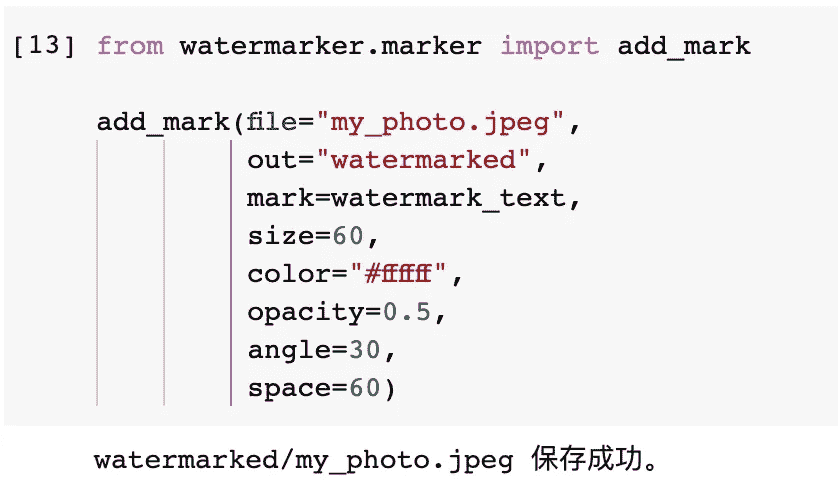 [13] from watermarker.marker import add_mark
add_mark(file="my_photo.jpeg",
out="watermarked",
mark=watermark_text,
size=60,
color="#ffffff",
opacity=0.5,
angle=30,
space=60)
watermarked/my_photo.jpeg 保存成功。